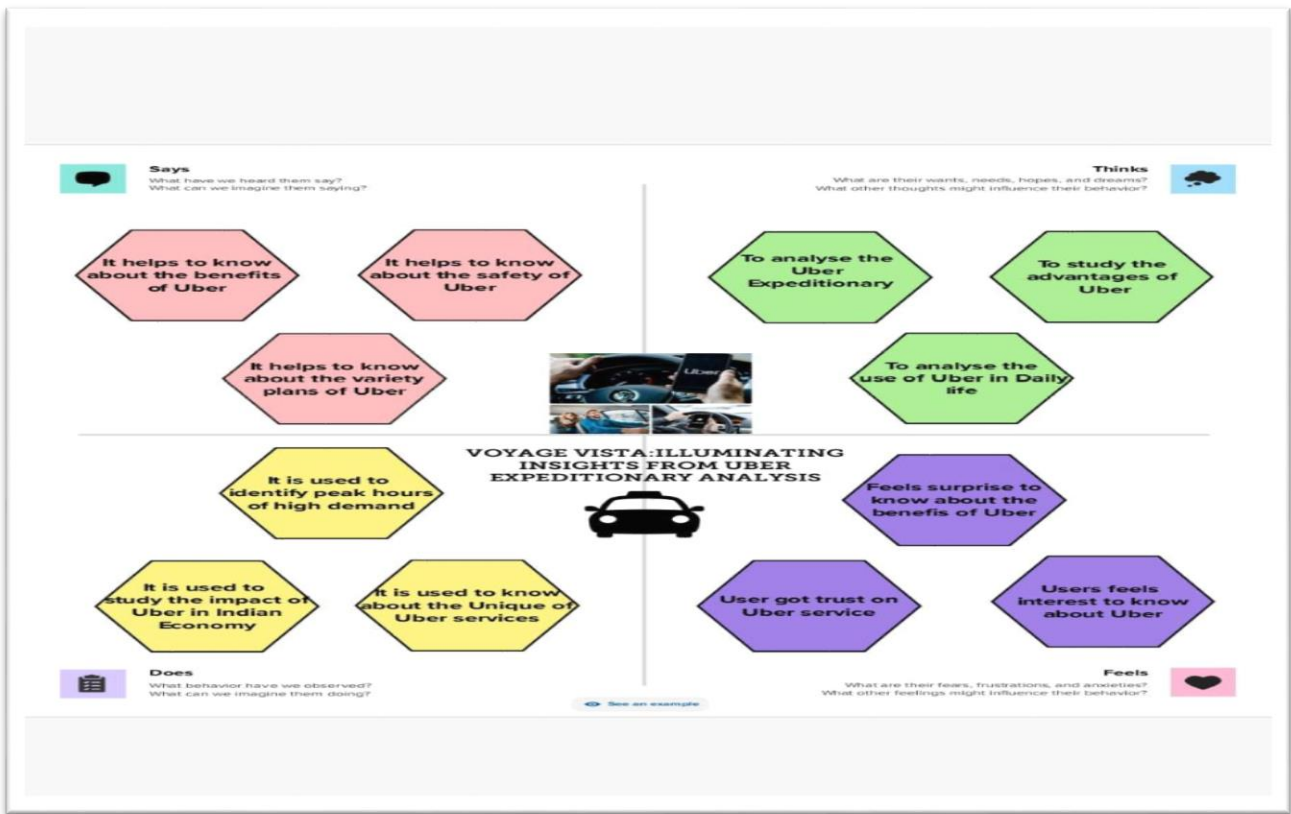 Says
What have we heard them say?
What can we imagine them saying?
Thinks
What are their wants, needs, hopes, and dreams?
What other thoughts might influence their behavior?
It helps to know
about the benefits
of Uber
It helps to know
about the safety of
Uber
It helps to know
about the variety
plans of Uber
To analyse the
Uber
Expeditionary
To study the
advantages of
Uber
To analyse the
use of Uber in Daily
life
Uber
VOYAGE VISTA:ILLUMINATING
INSIGHTS FROM UBER
EXPEDITIONARY ANALYSIS
It is used to
identify peak hours
of high demand
It is used to
study the impact of
Uber in Indian
Economy
It is used to know
about the Unique of
Uber services
Feels surprise to
know about the
benefis of Uber
User got trust on
Uber service
Users feels
interest to know
about Uber
Does
What behavior have we observed?
What can we imagine them doing?
Feels
What are their fears, frustrations, and anxieties?
What other feelings might influence their behavior?
See an example